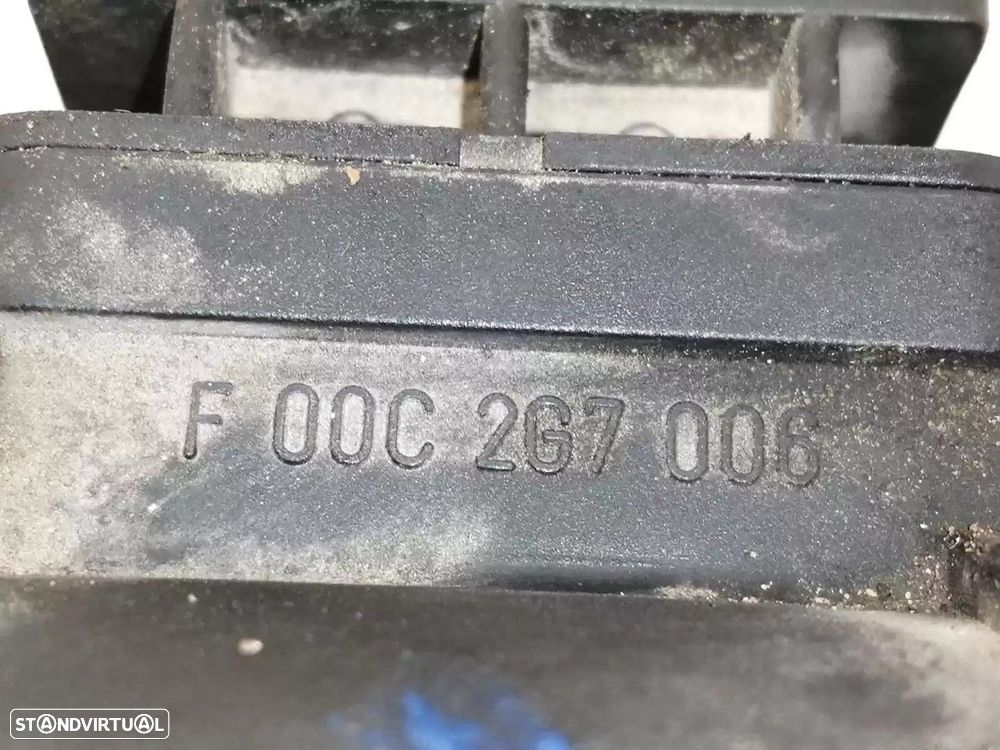 F 00C 2G7 006
STANDVIRTUAL